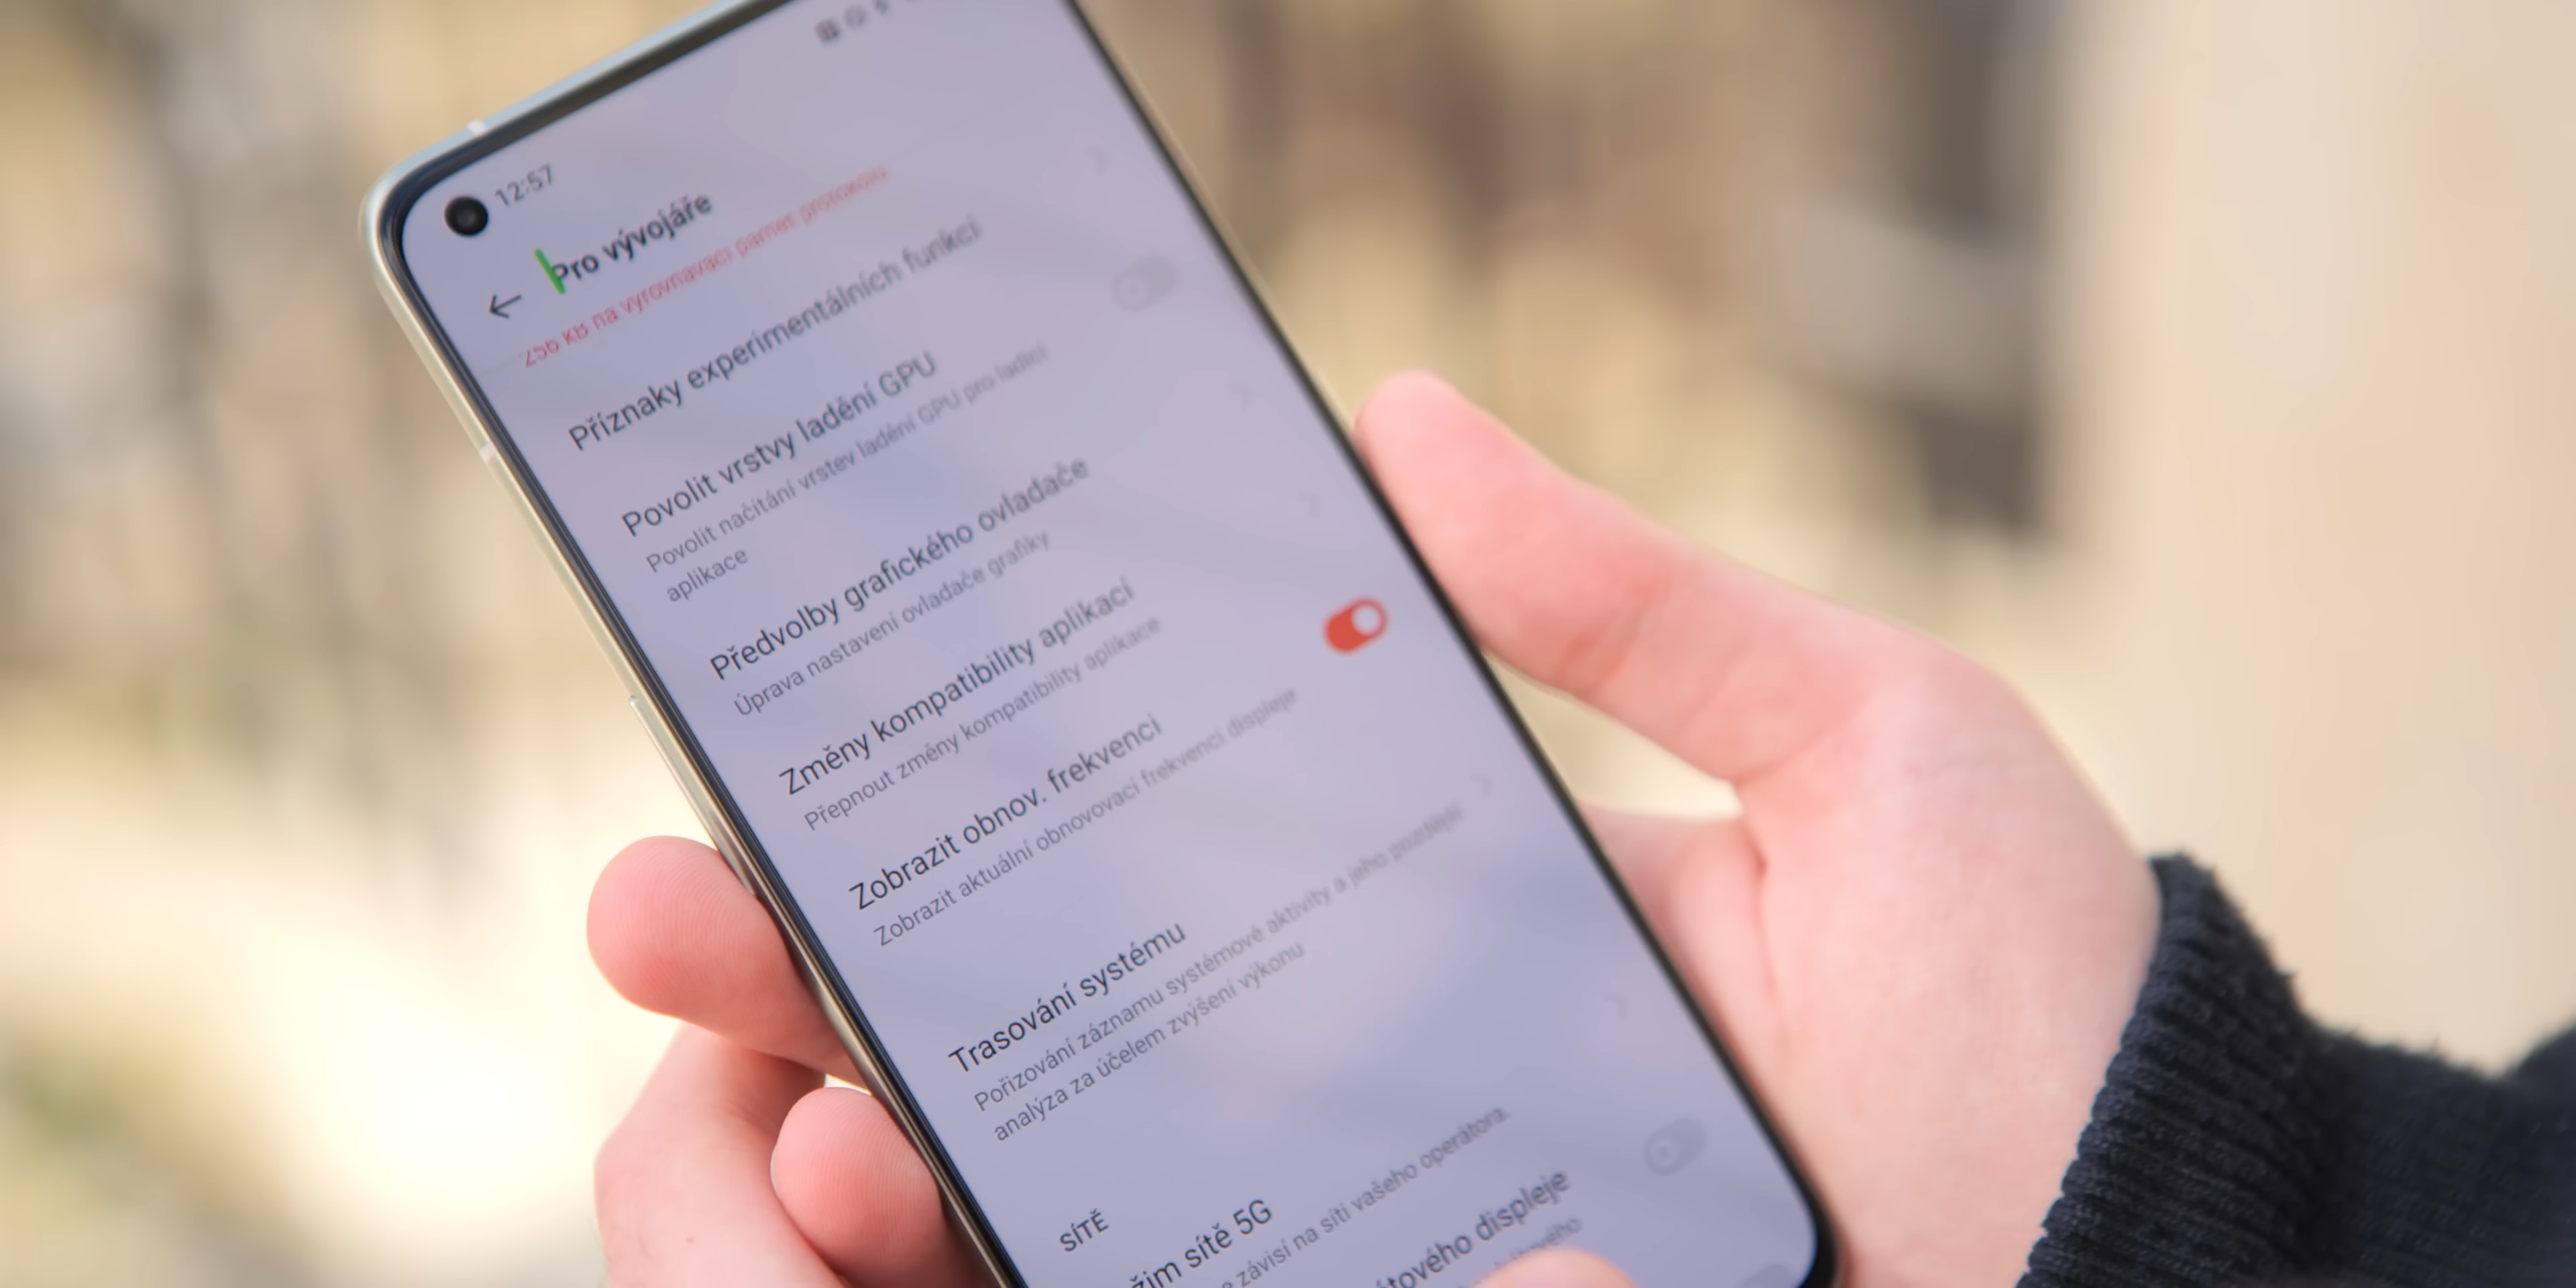 12:57
Pro vývojáře
256 KB na vyrovnávací paměť protokolu
Příznaky experimentálních funkcí
Povolit vrstvy ladění GPU
Povolit načítání vrstev ladění GPU pro ladicí
aplikace
Předvolby grafického ovladače
Úprava nastavení ovladače grafiky
Změny kompatibility aplikací
Přepnout změny kompatibility aplikace
Zobrazit obnov. frekvenci
Zobrazit aktuální obnovovací frekvenci displeje
Trasování systému
Pořizování záznamu systémové aktivity a jeho pozdější
analýza za účelem zvýšení výkonu
SÍTĚ
sítě 5G
závisí na síti vašeho operátora.
displeje